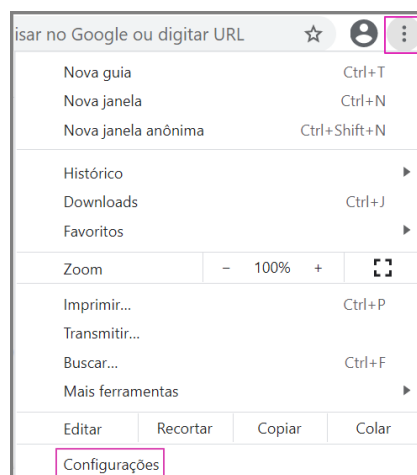 isar no Google ou digitar URL
Nova guia Ctrl+T
Nova janela Ctrl+N
Nova janela anônima Ctrl+Shift+N
Histórico
Downloads Ctrl+J
Favoritos
Zoom - 100% +
Imprimir... Ctrl+P
Transmitir...
Buscar... Ctrl+F
Mais ferramentas
Editar Recortar Copiar Colar
Configurações